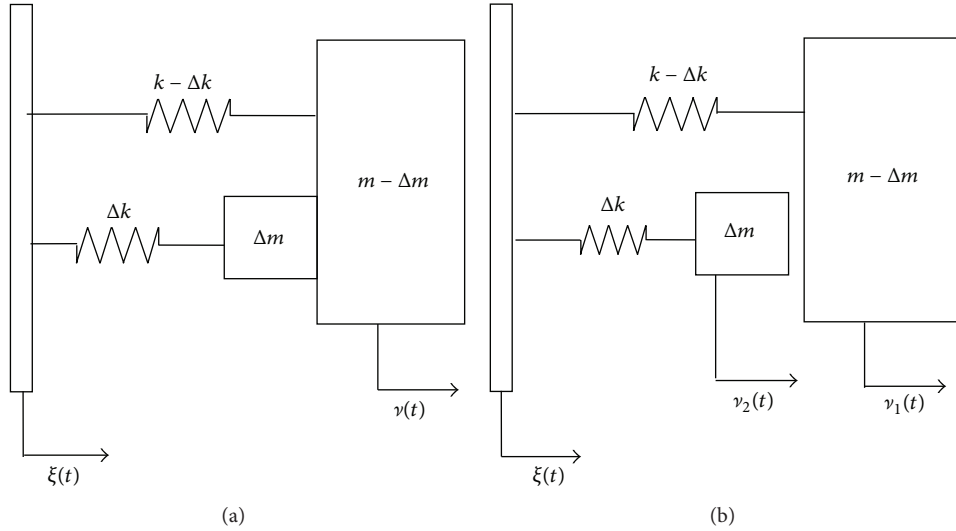 k − Δk
Δk
Δm
m − Δm
ν(t)
ξ(t)
(a)
k − Δk
Δk
Δm
m − Δm
ν₂(t)
ν₁(t)
ξ(t)
(b)